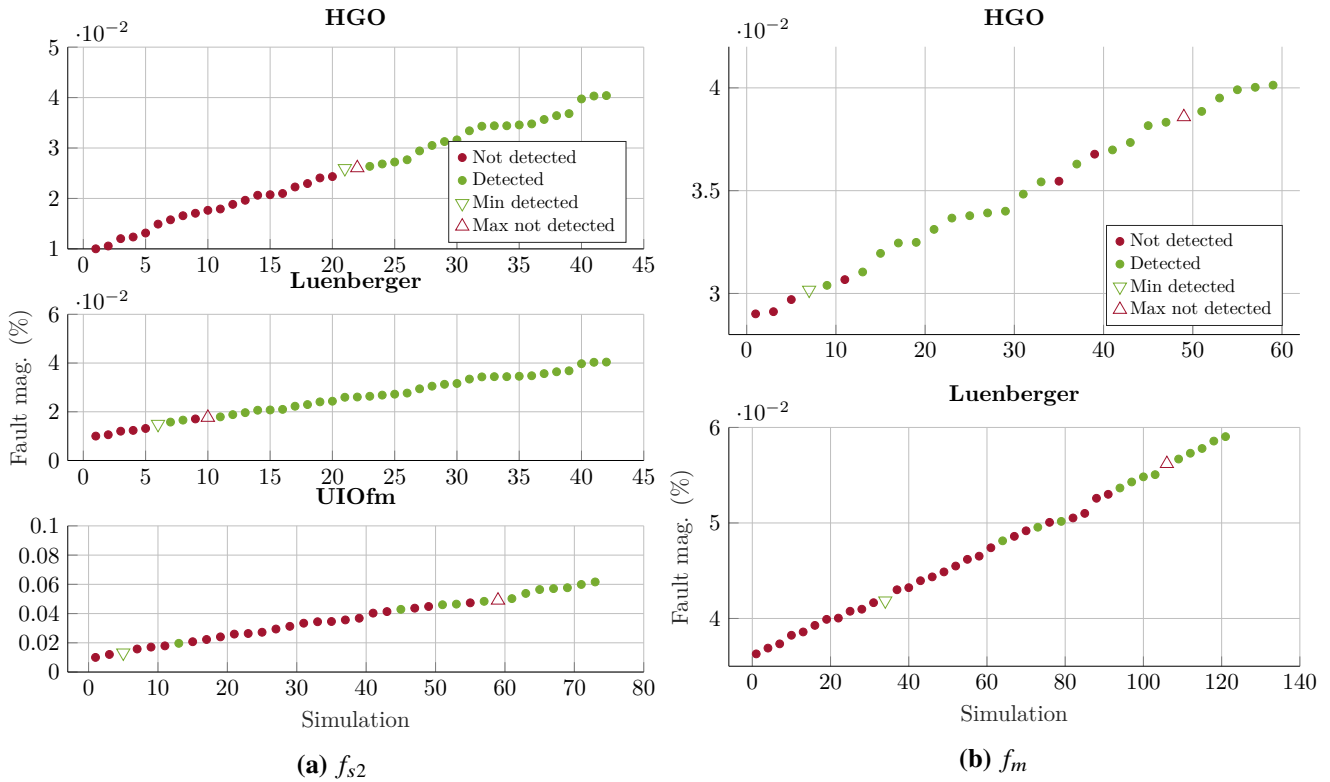 HGO
·10⁻²
5
4
3
2
1
0 5 10 15 20 25 30 35 40 45
Not detected
Detected
Min detected
Max not detected
Luenberger
·10⁻²
6
4
2
0
0 5 10 15 20 25 30 35 40 45
Fault mag. (%)
UIOfm
0.1
0.08
0.06
0.04
0.02
0
0 10 20 30 40 50 60 70 80
Simulation
(a) f_{s2}
HGO
·10⁻²
4
3.5
3
0 10 20 30 40 50 60
Not detected
Detected
Min detected
Max not detected
Luenberger
·10⁻²
6
5
4
0 20 40 60 80 100 120 140
Fault mag. (%)
Simulation
(b) f_m